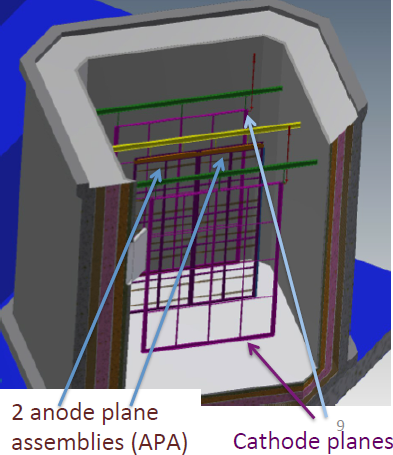 2 anode plane
assemblies (APA)
9
Cathode planes